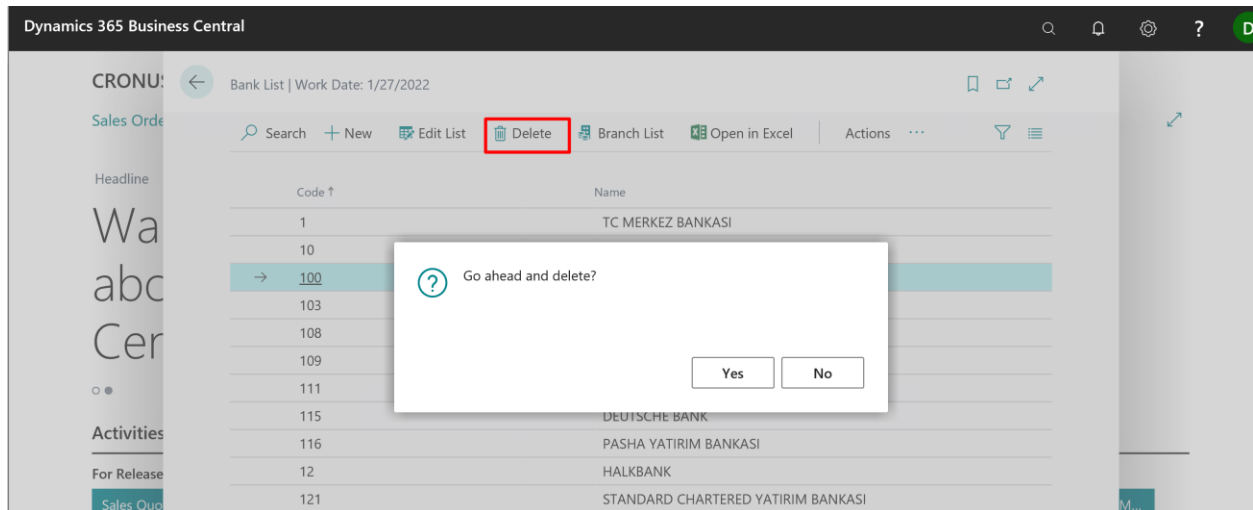 Dynamics 365 Business Central
?
D
CRONUS
Bank List | Work Date: 1/27/2022
Sales Orde
Search + New Edit List Delete Branch List Open in Excel Actions ...
Headline
Code ↑ Name
Wa
abc
Cer
1 TC MERKEZ BANKASI
10
→ 100
103
108
109
111
115 DEUTSCHE BANK
116 PASHA YATIRIM BANKASI
12 HALKBANK
121 STANDARD CHARTERED YATIRIM BANKASI
? Go ahead and delete?
Yes No
Activities
For Release
Sales Quo
M...